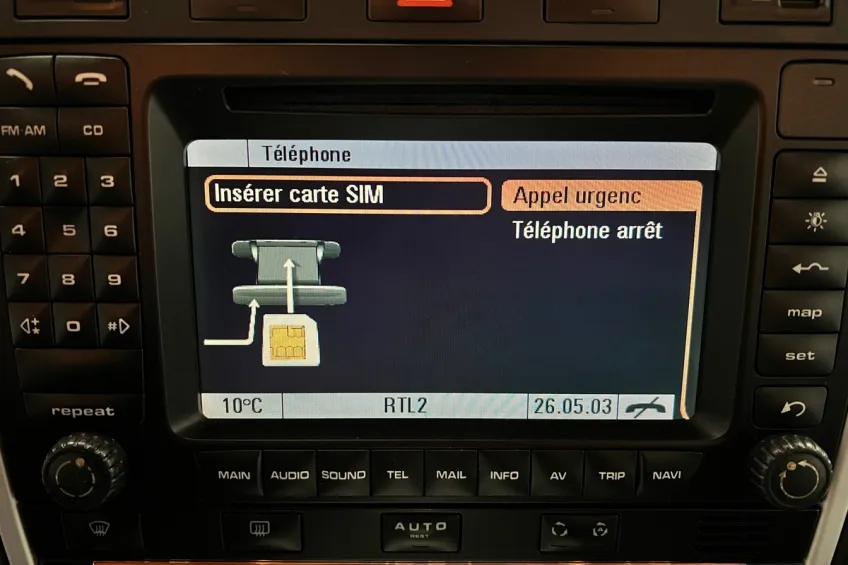 FM·AM
CD
1
2
3
4
5
6
7
8
9
*
0
#
repeat
Téléphone
Insérer carte SIM
Appel urgenc
Téléphone arrêt
10°C
RTL2
26.05.03
map
set
MAIN
AUDIO
SOUND
TEL
MAIL
INFO
AV
TRIP
NAVI
AUTO
REST